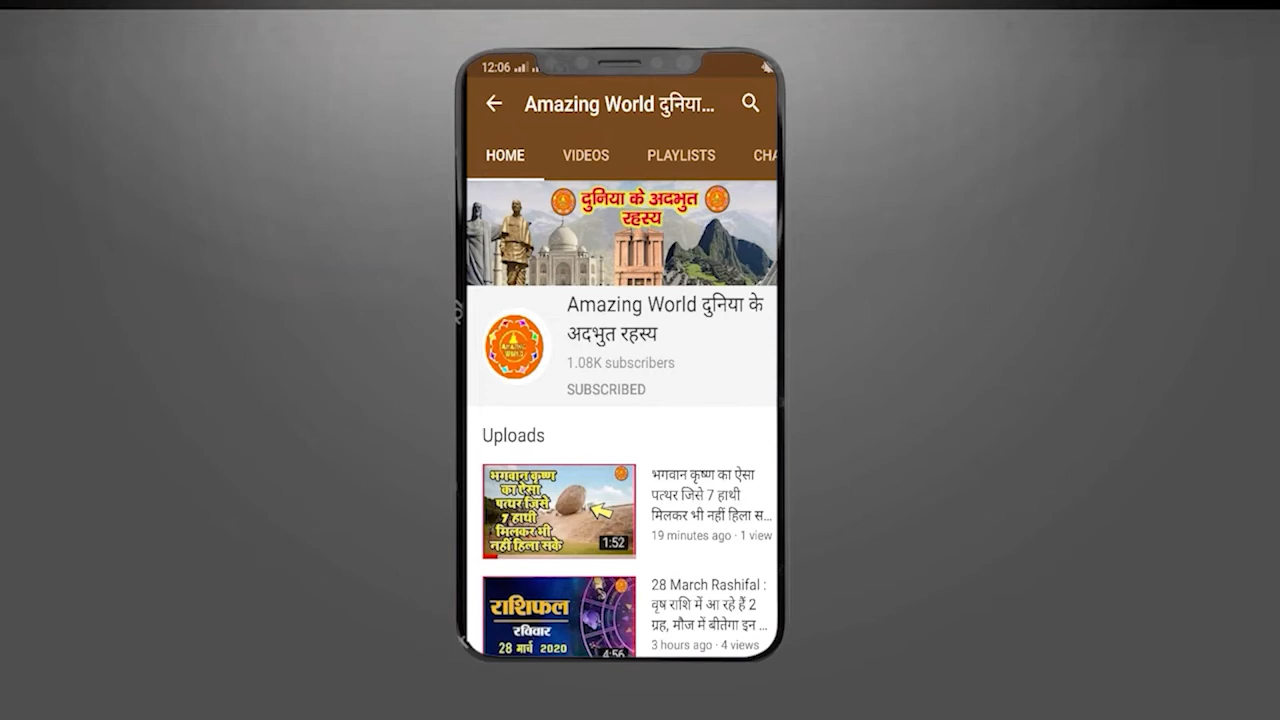 12:06
Amazing World दुनिया...
HOME VIDEOS PLAYLISTS CHA
दुनिया के अदभुत
रहस्य
Amazing World दुनिया के
अदभुत रहस्य
AMAZING
WORLD
1.08K subscribers
SUBSCRIBED
Uploads
भगवान कृष्ण
का ऐसा
पत्थर जिसे
7 हाथी
मिलकर भी
नहीं हिला सके
1:52
भगवान कृष्ण का ऐसा
पत्थर जिसे 7 हाथी
मिलकर भी नहीं हिला स...
19 minutes ago · 1 view
राशिफल
रविवार
28 मार्च 2020
4:56
28 March Rashifal :
वृष राशि में आ रहे हैं 2
ग्रह, मौज में बीतेगा इन ...
3 hours ago · 4 views